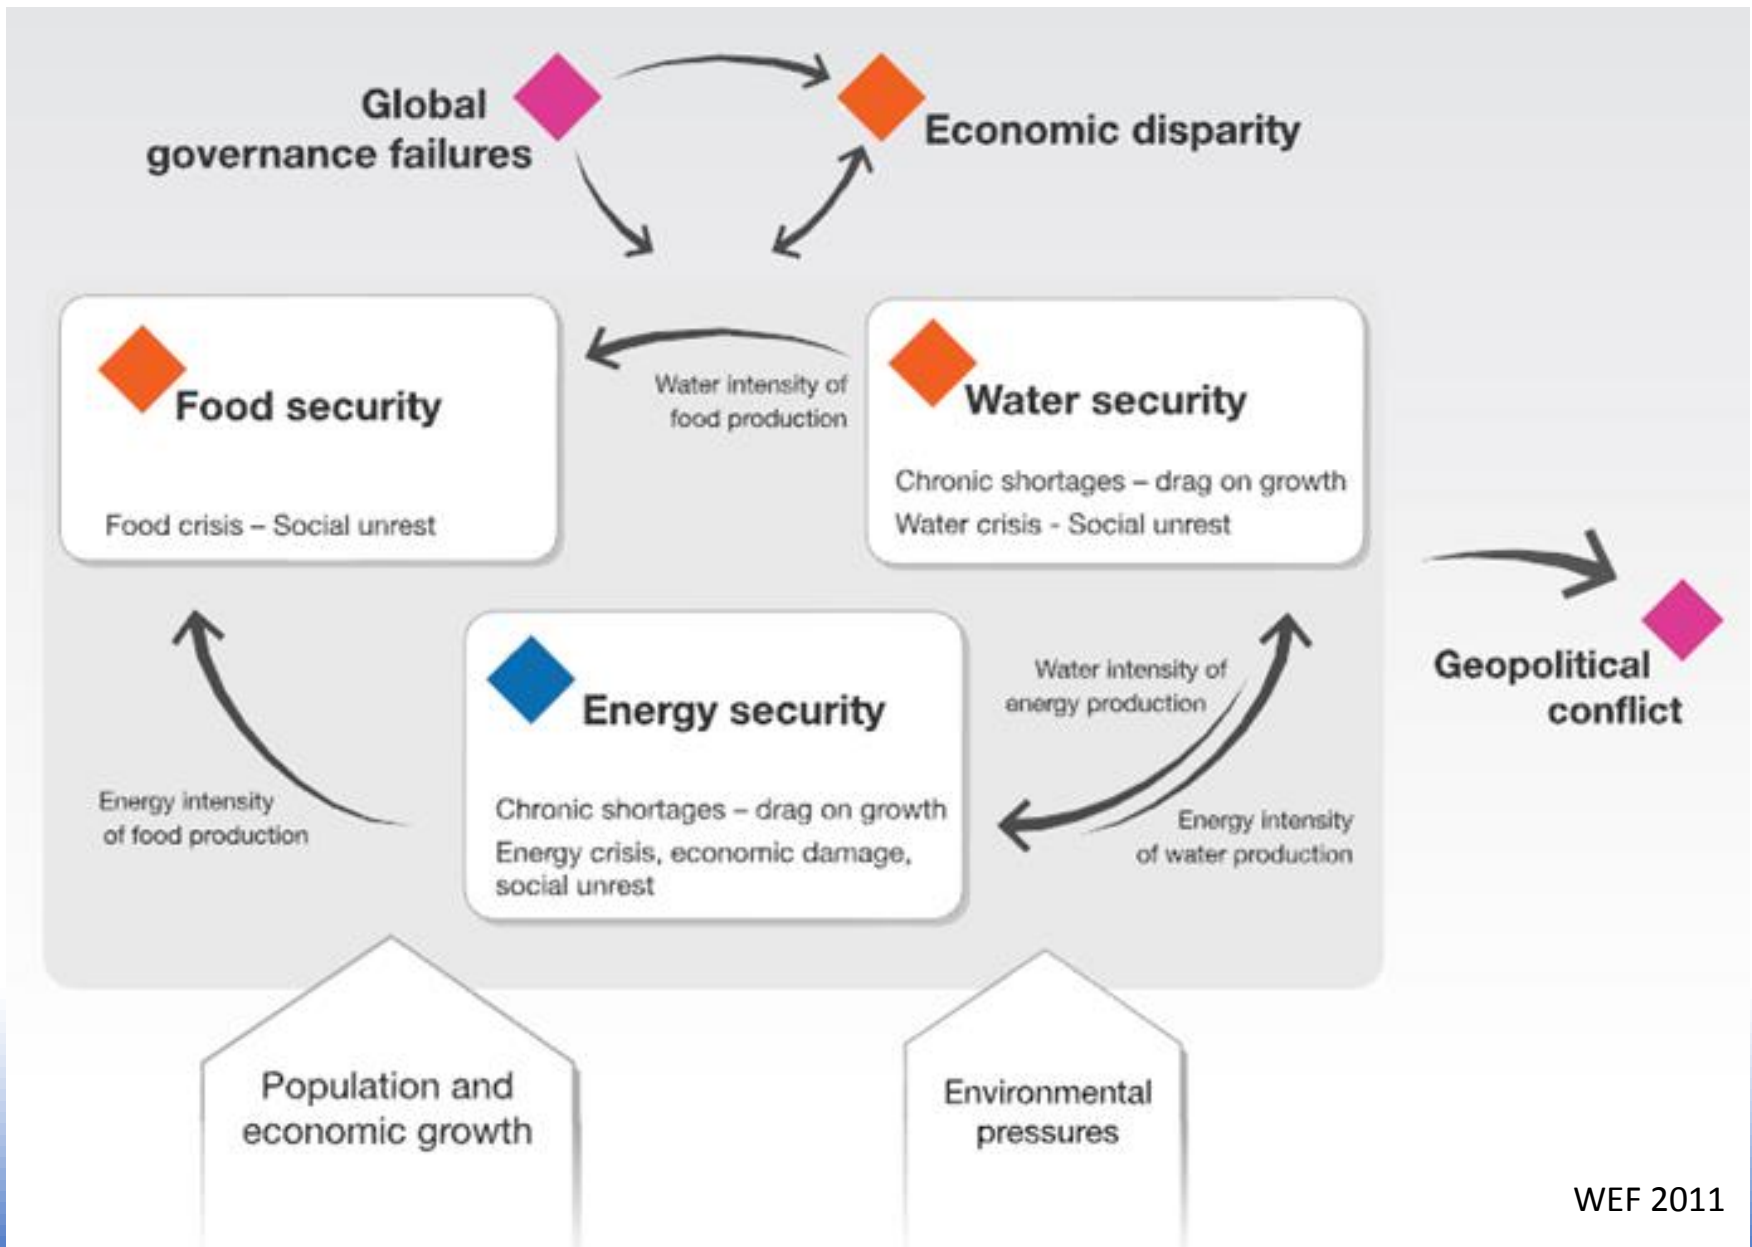 Global
governance failures
Economic disparity
Food security
Food crisis – Social unrest
Water intensity of
food production
Water security
Chronic shortages – drag on growth
Water crisis - Social unrest
Geopolitical
conflict
Energy security
Chronic shortages – drag on growth
Energy crisis, economic damage,
social unrest
Water intensity of
energy production
Energy intensity
of food production
Energy intensity
of water production
Population and
economic growth
Environmental
pressures
WEF 2011